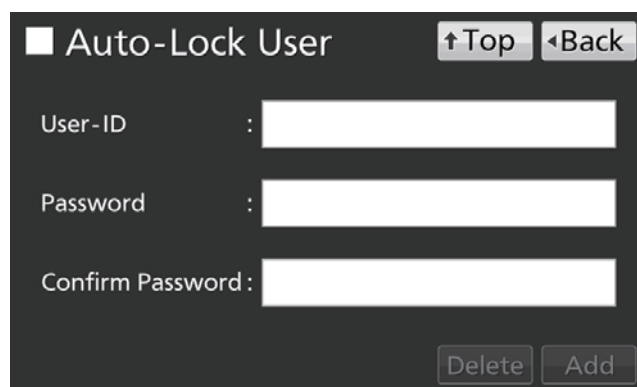 Auto-Lock User ↑Top ◂Back
User-ID :
Password :
Confirm Password :
Delete Add